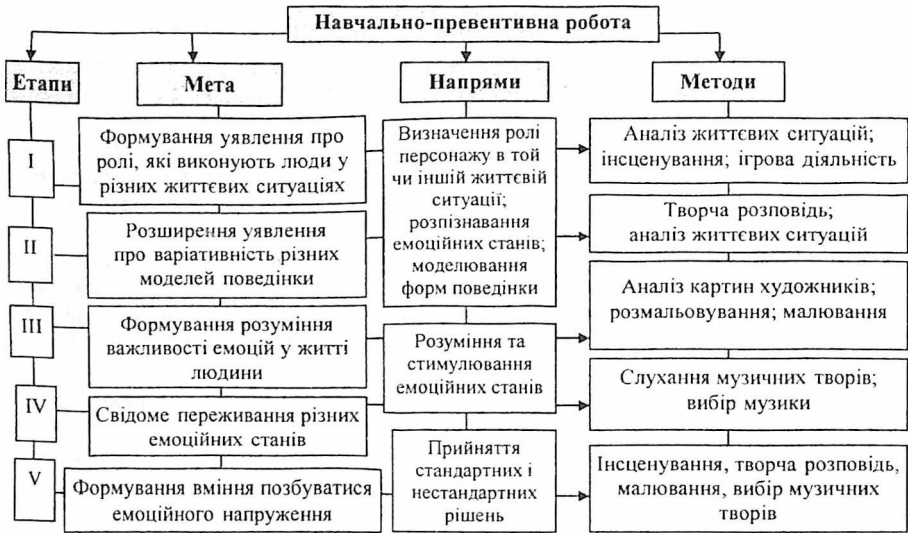 Навчально-превентивна робота
Етапи
Мета
Напрями
Методи
I
Формування уявлення про
ролі, які виконують люди у
різних життєвих ситуаціях
Визначення ролі
персонажу в той
чи іншій життєвій
ситуації;
розпізнавання
емоційних станів;
моделювання
форм поведінки
Аналіз життєвих ситуацій;
інсценування; ігрова діяльність
II
Розширення уявлення
про варіативність різних
моделей поведінки
Творча розповідь;
аналіз життєвих ситуацій
III
Формування розуміння
важливості емоцій у житті
людини
Розуміння та
стимулювання
емоційних станів
Аналіз картин художників;
розмальовування; малювання
IV
Свідоме переживання різних
емоційних станів
Слухання музичних творів;
вибір музики
V
Формування вміння позбуватися
емоційного напруження
Прийняття
стандартних і
нестандартних
рішень
Інсценування, творча розповідь,
малювання, вибір музичних
творів